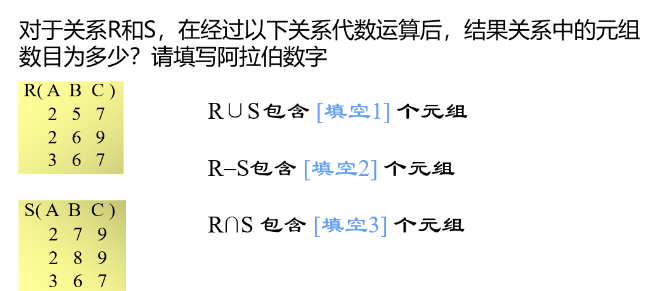 对于关系R和S，在经过以下关系代数运算后，结果关系中的元组
数目为多少？请填写阿拉伯数字
R( A B C )
2 5 7
2 6 9
3 6 7
R∪S包含 [填空1] 个元组
R–S包含 [填空2] 个元组
R∩S 包含 [填空3] 个元组
S( A B C )
2 7 9
2 8 9
3 6 7